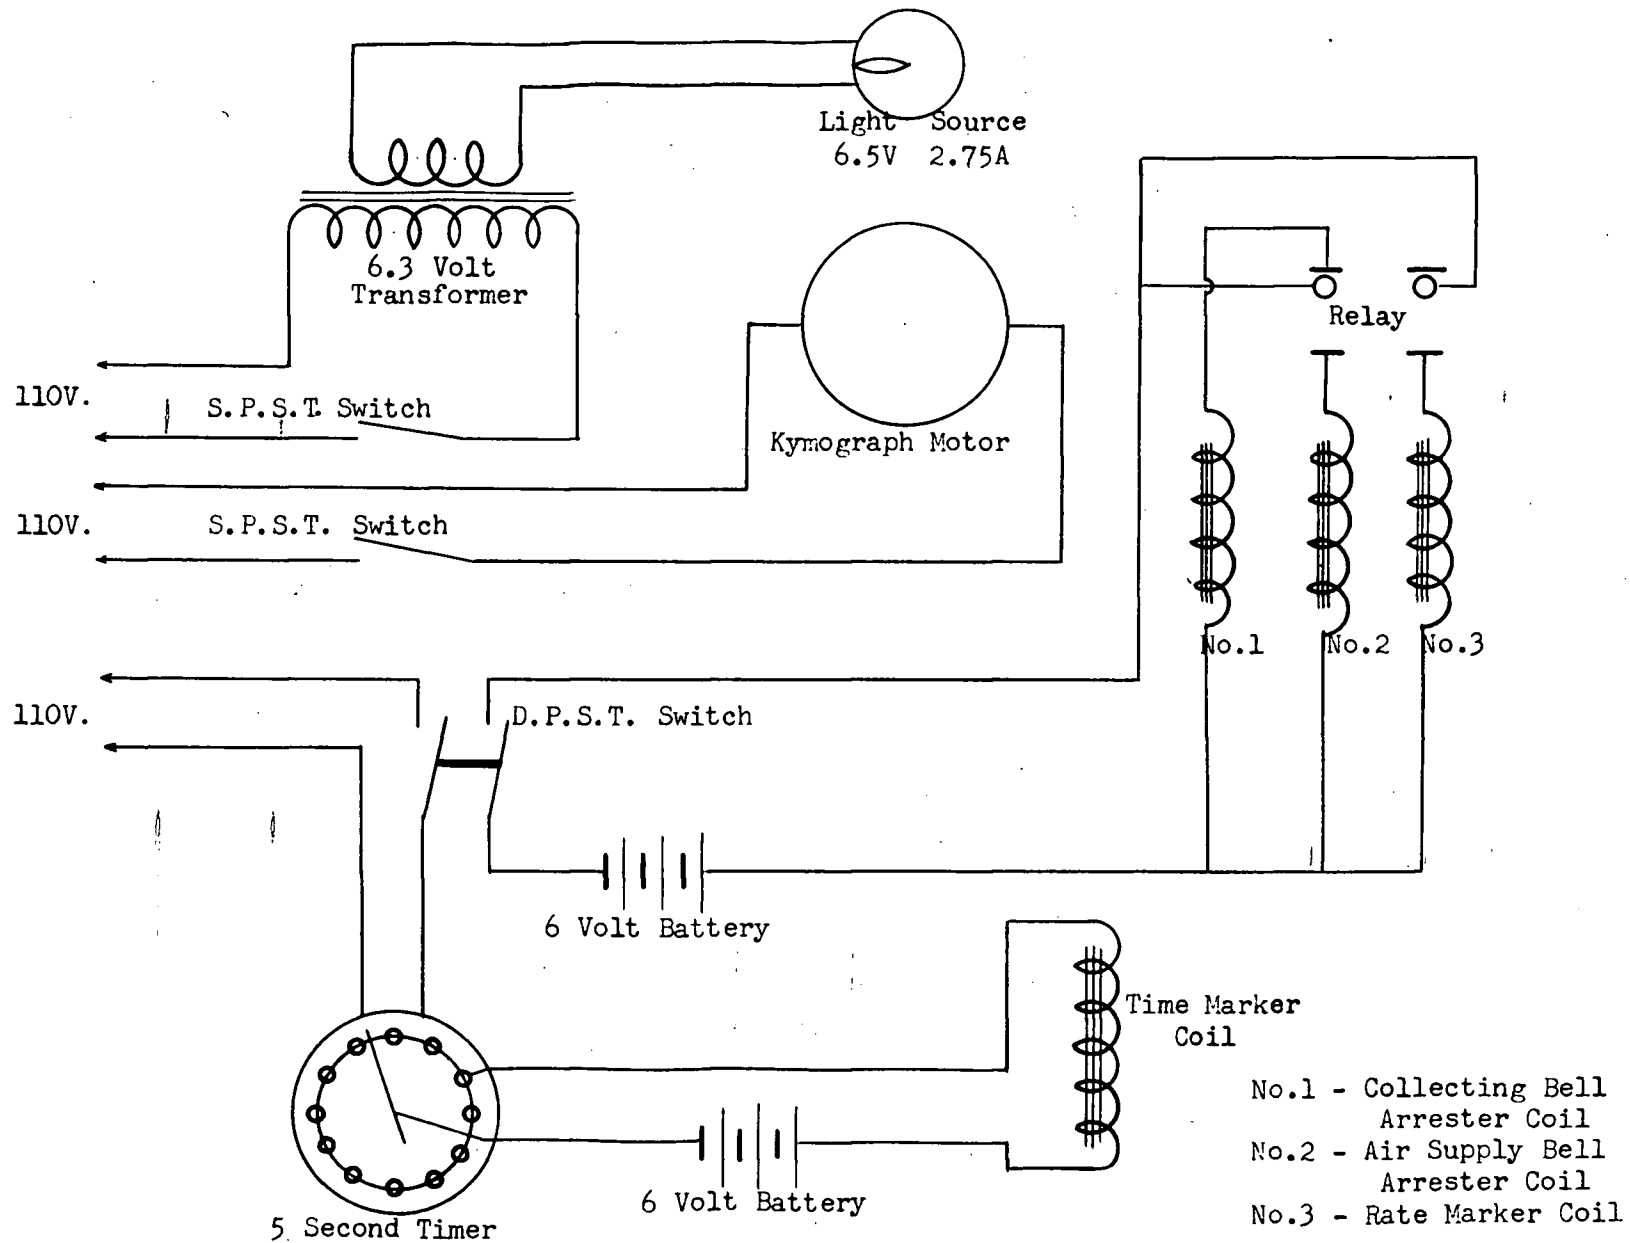 Light Source
6.5V 2.75A
6.3 Volt
Transformer
Relay
110V.
S.P.S.T. Switch
Kymograph Motor
110V.
S.P.S.T. Switch
No.1
No.2
No.3
110V.
D.P.S.T. Switch
6 Volt Battery
Time Marker
Coil
No.1 - Collecting Bell
Arrester Coil
No.2 - Air Supply Bell
Arrester Coil
No.3 - Rate Marker Coil
6 Volt Battery
5 Second Timer